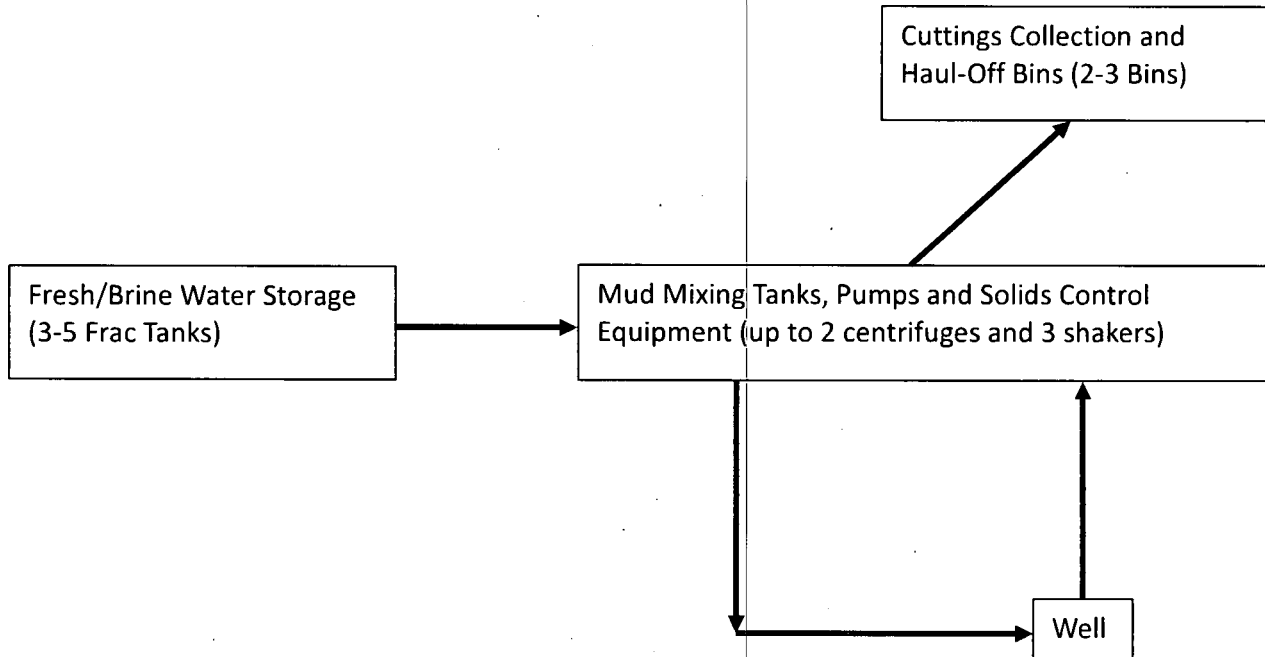 Cuttings Collection and
Haul-Off Bins (2-3 Bins)
Fresh/Brine Water Storage
(3-5 Frac Tanks)
Mud Mixing Tanks, Pumps and Solids Control
Equipment (up to 2 centrifuges and 3 shakers)
Well